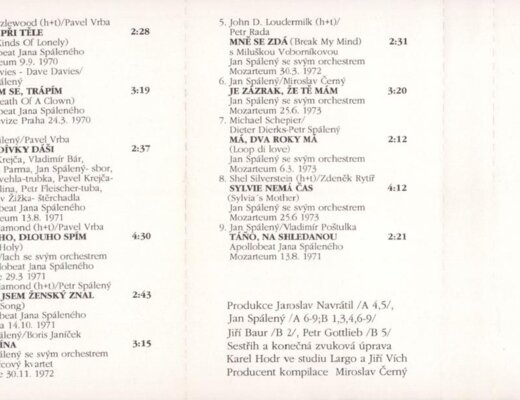 zlewood (h+t)/Pavel Vrba
PŘI TĚLE 2:28
Kinds Of Lonely)
beat Jana Spáleného
eum 9.9. 1970
vies - Dave Davies/
álený
M SE, TRÁPÍM 3:19
eath Of A Clown)
beat Jana Spáleného
vize Praha 24.3. 1970
ilený/Pavel Vrba
DÍVKY DÁŠI 2:37
Krejča, Vladimír Bár,
Parma, Jan Spálený- sbor,
vehla-trubka, Pavel Krejča-
lina, Petr Fleischer-tuba,
v Žižka- štěrchadla
beat Jana Spáleného
eum 13.8. 1971
iamond (h+t)/Pavel Vrba
HO, DLOUHO SPÍM 4:30
Holy)
Vlach se svým orchestrem
llobeat Jana Spáleného
e 29.3 1971
iamond (h+t)/Petr Spálený
JSEM ŽENSKÝ ZNAL 2:43
Song)
beat Jana Spáleného
a 14.10. 1971
álený/Boris Janíček
ÍNA 3:15
álený se svým orchestrem
cový kvartet
e 30.11. 1972
5. John D. Loudermilk (h+t)/
Petr Rada
MNĚ SE ZDÁ (Break My Mind) 2:31
s Miluškou Voborníkovou
Jan Spálený se svým orchestrem
Mozarteum 30.3. 1972
6. Jan Spálený/Miroslav Černý
JE ZÁZRAK, ŽE TĚ MÁM 3:20
Jan Spálený se svým orchestrem
Mozarteum 25.6. 1973
7. Michael Schepier/
Dieter Dierks-Petr Spálený
MÁ, DVA ROKY MÁ 2:12
(Loop di love)
Jan Spálený se svým orchestrem
Mozarteum 6.3. 1973
8. Shel Silverstein (h+t)/Zdeněk Rytíř
SYLVIE NEMÁ ČAS 4:12
(Sylvia´s Mother)
Jan Spálený se svým orchestrem
Mozarteum 25.6 1973
9. Jan Spálený/Vladimír Poštulka
TÁŇO, NA SHLEDANOU 2:21
Apollobeat Jana Spáleného
Mozarteum 13.8. 1971
Produkce Jaroslav Navrátil /A 4,5/,
Jan Spálený /A 6-9;B 1,3,4,6-9/
Jiří Baur /B 2/, Petr Gottlieb /B 5/
Sestřih a konečná zvuková úprava
Karel Hodr ve studiu Largo a Jiří Vích
Producent kompilace Miroslav Černý